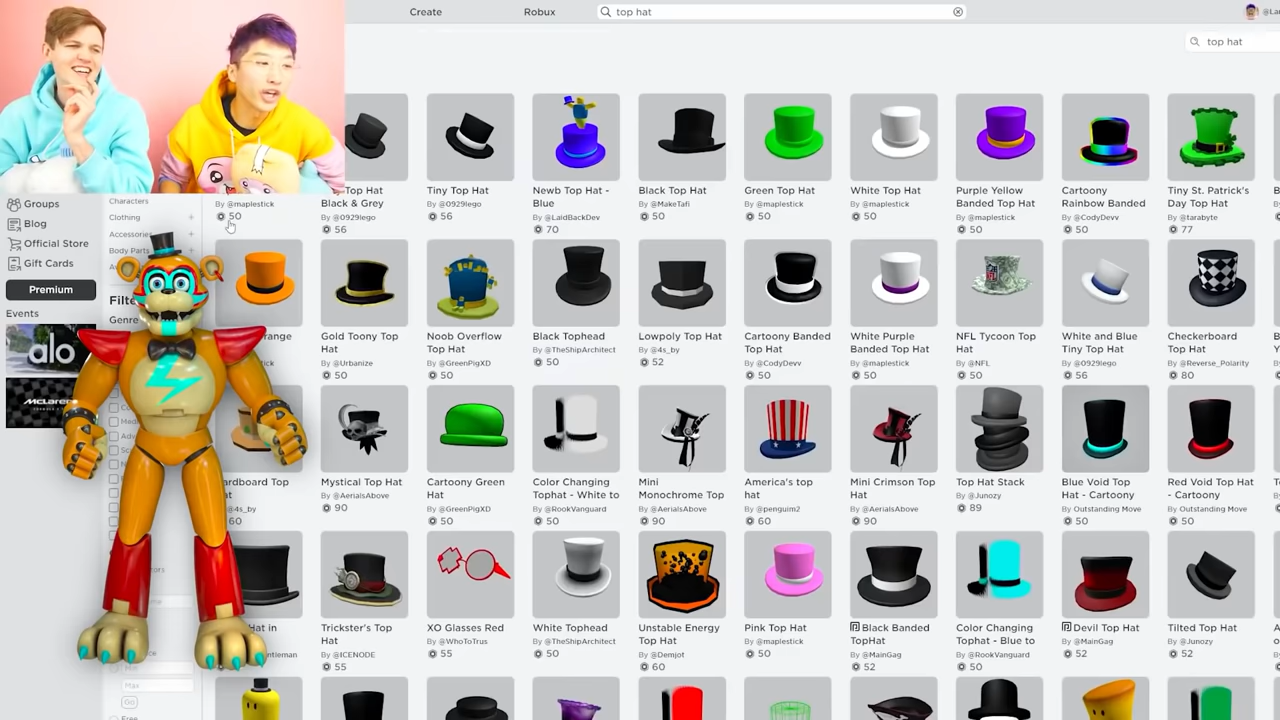 Create
Robux
top hat
@La
top hat
Groups
Blog
Official Store
Gift Cards
Premium
Events
alo
McLaren
Characters
Clothing
Accessories
Body Parts
Filte
Genre
Go
Free
By @maplestick
50
Top Hat
Black & Grey
By @0929lego
56
Tiny Top Hat
By @0929lego
56
Newb Top Hat -
Blue
By @LaidBackDev
70
Black Top Hat
By @MakeTafi
50
Green Top Hat
By @maplestick
50
White Top Hat
By @maplestick
50
Purple Yellow
Banded Top Hat
By @maplestick
50
Cartoony
Rainbow Banded
By @CodyDevv
50
Tiny St. Patrick's
Day Top Hat
By @tarabyte
77
range
Gold Toony Top
Hat
By @Urbanize
50
Noob Overflow
Top Hat
By @GreenPigXD
50
Black Tophead
By @TheShipArchitect
50
Lowpoly Top Hat
By @4s_by
52
Cartoony Banded
Top Hat
By @CodyDevv
50
White Purple
Banded Top Hat
By @maplestick
50
NFL Tycoon Top
Hat
By @NFL
50
White and Blue
Tiny Top Hat
By @0929lego
56
Checkerboard
Top Hat
By @Reverse_Polarity
80
ardboard Top
at
@4s_by
60
Mystical Top Hat
By @AerialsAbove
90
Cartoony Green
Hat
By @GreenPigXD
50
Color Changing
Tophat - White to
By @RookVanguard
50
Mini
Monochrome Top
By @AerialsAbove
90
America's top
hat
By @penguim2
60
Mini Crimson Top
Hat
By @AerialsAbove
90
Top Hat Stack
By @Junozy
89
Blue Void Top
Hat - Cartoony
By Outstanding Move
50
Red Void Top Hat
- Cartoony
By Outstanding Move
50
Hat in
ntleman
55
Trickster's Top
Hat
By @ICENODE
55
XO Glasses Red
By @WhoToTrus
55
White Tophead
By @TheShipArchitect
50
Unstable Energy
Top Hat
By @Demjot
60
Pink Top Hat
By @maplestick
50
Black Banded
TopHat
By @MainGag
52
Color Changing
Tophat - Blue to
By @RookVanguard
50
Devil Top Hat
By @MainGag
52
Tilted Top Hat
By @Junozy
52